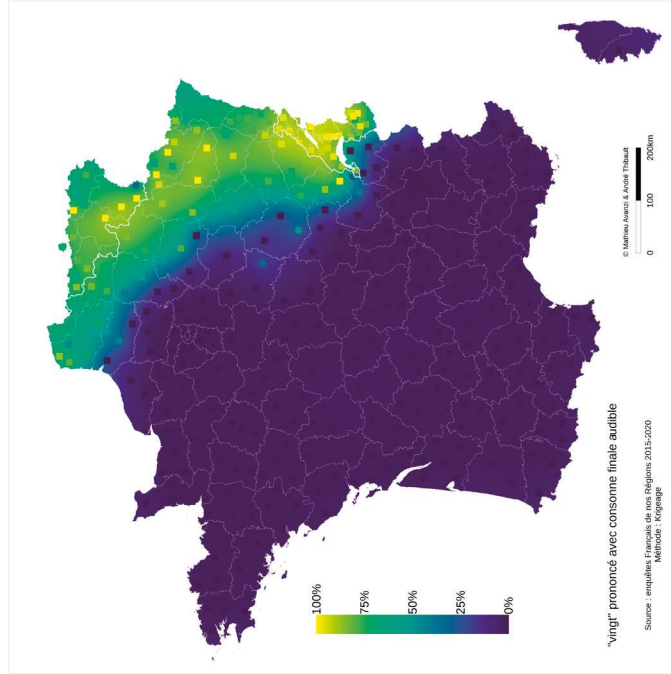 "vingt" prononcé avec consonne finale audible
Source : enquêtes Français de nos Régions 2015-2020
Méthode : Krigeage
100%
75%
50%
25%
0%
© Mathieu Avanzi & André Thibault
0 100 200km